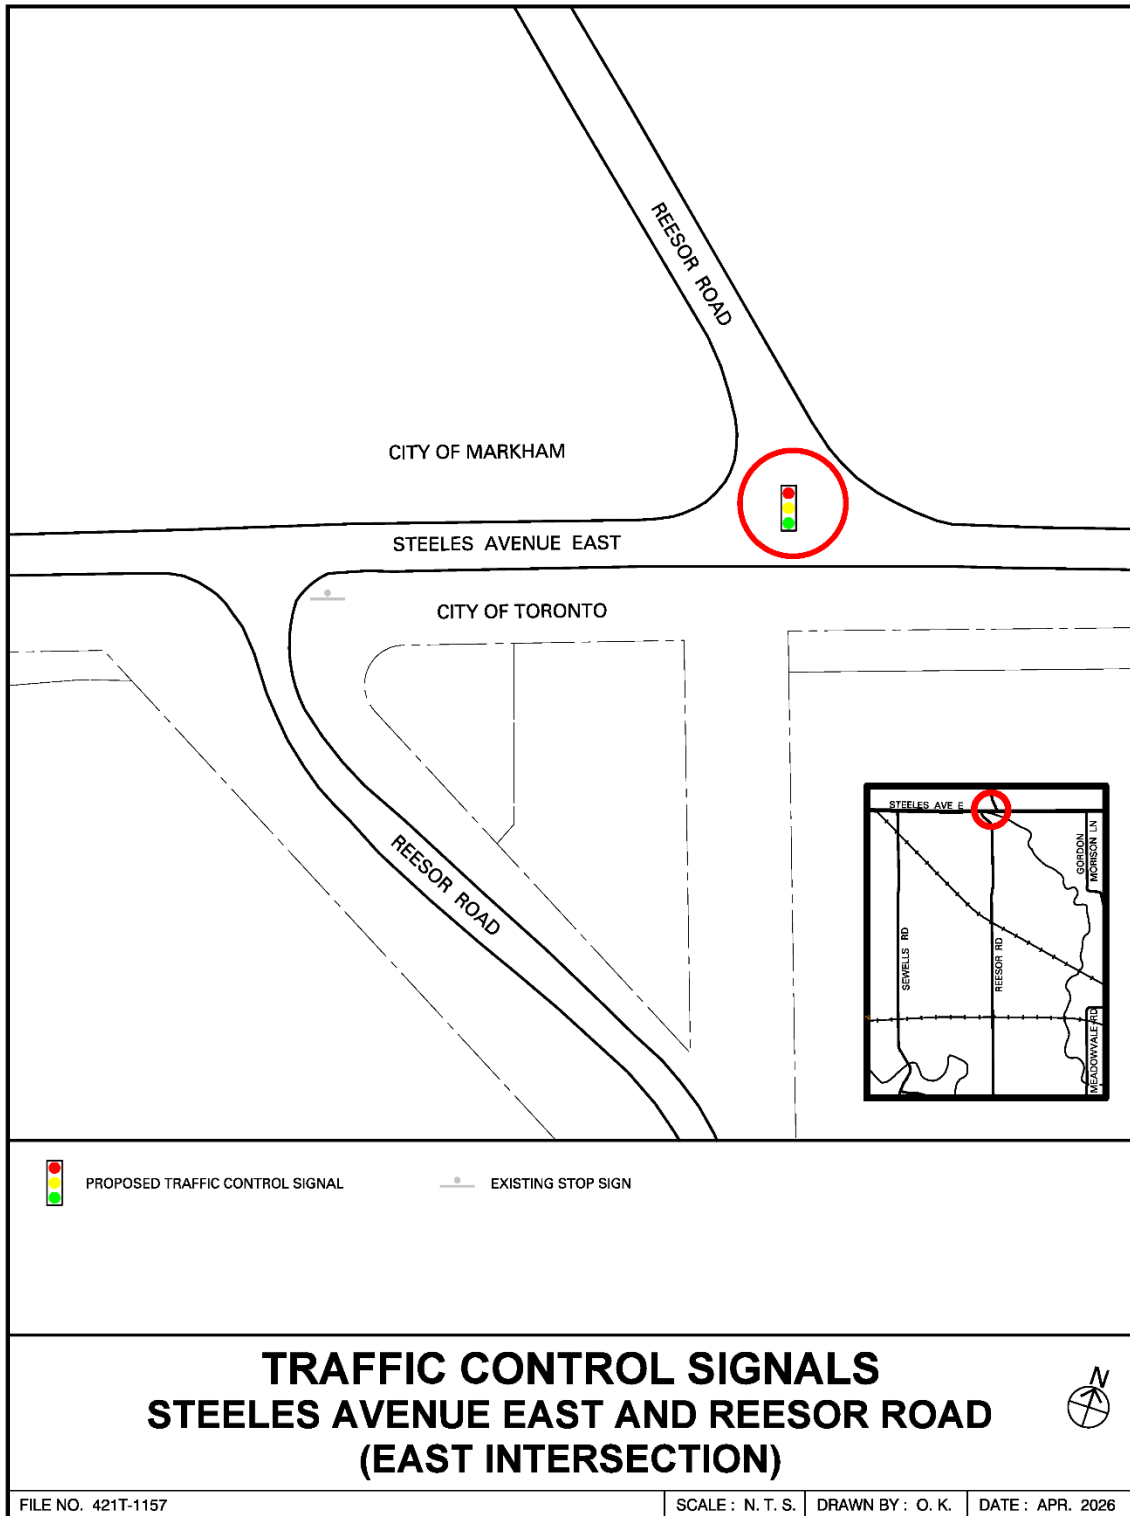 REESOR ROAD
CITY OF MARKHAM
STEELES AVENUE EAST
CITY OF TORONTO
REESOR ROAD
STEELES AVE E
GORDON
MORISON LN
SEWELLS RD
REESOR RD
MEADOWVALE RD
PROPOSED TRAFFIC CONTROL SIGNAL
EXISTING STOP SIGN
TRAFFIC CONTROL SIGNALS
STEELES AVENUE EAST AND REESOR ROAD
(EAST INTERSECTION)
N
FILE NO. 421T-1157
SCALE : N. T. S.
DRAWN BY : O. K.
DATE : APR. 2026